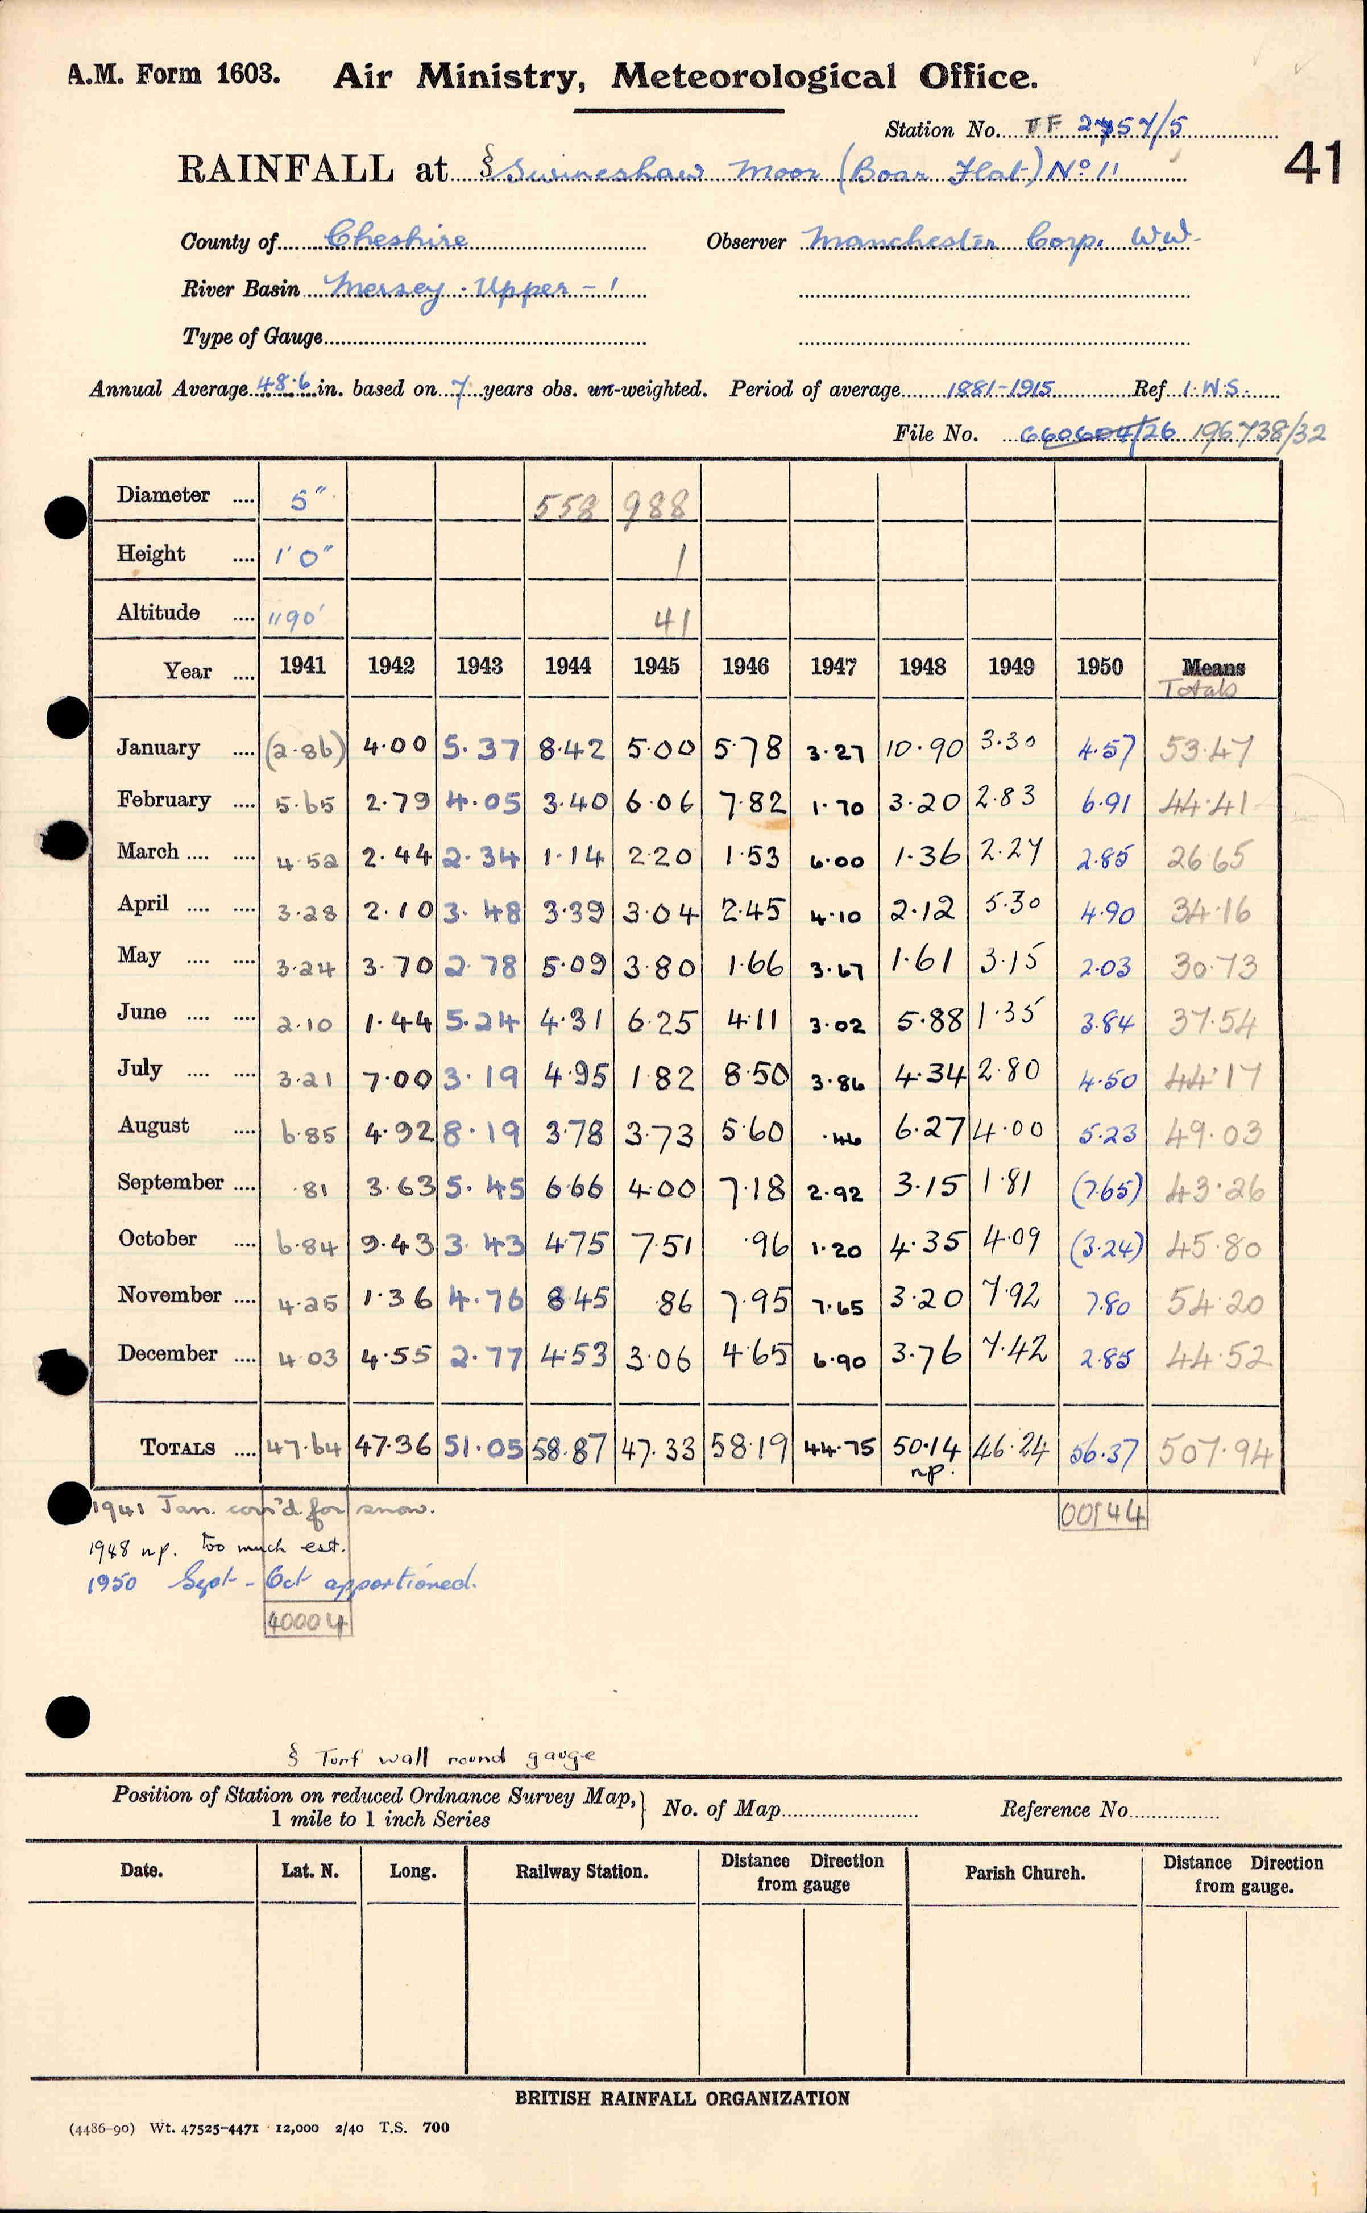 A.M. Form 1603. Air Ministry, Meteorological Office.
Station No. TF 2757/5
41
RAINFALL at § Swineshaw Moor (Boar Flat) No 11
County of Cheshire Observer Manchester Corp. WW.
River Basin Mersey - Upper - 1
Type of Gauge
Annual Average 48.6 in. based on 7 years obs. un-weighted. Period of average 1881-1915 Ref. I.W.S.
File No. 660604/26 196738/32
Diameter .... 5" 558 988
Height .... 1'0" 1
Altitude .... 1190' 41
Year .... 1941 1942 1943 1944 1945 1946 1947 1948 1949 1950 Means
Totals
January .... (2.86) 4.00 5.37 8.42 5.00 5.78 3.27 10.90 3.30 4.57 53.47
February .... 5.65 2.79 4.05 3.40 6.06 7.82 1.70 3.20 2.83 6.91 44.41
March .... .... 4.52 2.44 2.34 1.14 2.20 1.53 6.00 1.36 2.27 2.85 26.65
April .... .... 3.28 2.10 3.48 3.39 3.04 2.45 4.10 2.12 5.30 4.90 34.16
May .... .... 3.24 3.70 2.78 5.09 3.80 1.66 3.67 1.61 3.15 2.03 30.73
June .... .... 2.10 1.44 5.24 4.31 6.25 4.11 3.02 5.88 1.35 3.84 37.54
July .... .... 3.21 7.00 3.19 4.95 1.82 8.50 3.86 4.34 2.80 4.50 44.17
August .... 6.85 4.92 8.19 3.78 3.73 5.60 .46 6.27 4.00 5.23 49.03
September .... .81 3.63 5.45 6.66 4.00 7.18 2.92 3.15 1.81 (7.65) 43.26
October .... 6.84 9.43 3.43 4.75 7.51 .96 1.20 4.35 4.09 (3.24) 45.80
November .... 4.25 1.36 4.76 8.45 86 7.95 7.65 3.20 7.92 7.80 54.20
December .... 4.03 4.55 2.77 4.53 3.06 4.65 6.90 3.76 7.42 2.85 44.52
TOTALS .... 47.64 47.36 51.05 58.87 47.33 58.19 44.75 50.14 46.24 56.37 507.94
np.
00144
1941 Jan. corr'd for snow.
1948 np. too much est.
1950 Sept - Oct apportioned.
40004
§ Turf wall round gauge
Position of Station on reduced Ordnance Survey Map, 1 mile to 1 inch Series } No. of Map Reference No
Date. Lat. N. Long. Railway Station. Distance Direction from gauge Parish Church. Distance Direction from gauge.
BRITISH RAINFALL ORGANIZATION
(4486-90) Wt. 47525-4471 12,000 2/40 T.S. 700